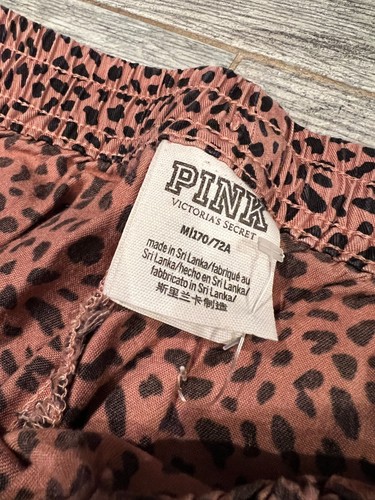 PINK
VICTORIA'S SECRET
M|170/72A
made in Sri Lanka/fabriqué au
Sri Lanka/hecho en Sri Lanka/
fabbricato in Sri Lanka/
斯里兰卡制造